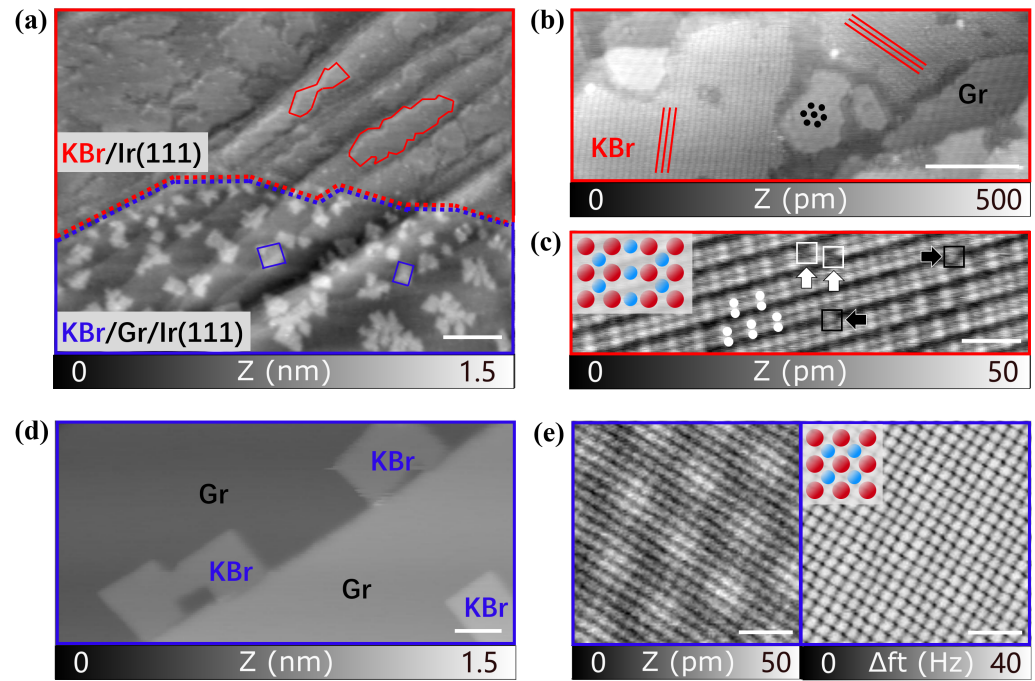 (a)
KBr/Ir(111)
KBr/Gr/Ir(111)
0 Z (nm) 1.5
(b)
KBr
Gr
0 Z (pm) 500
(c)
0 Z (pm) 50
(d)
KBr
Gr
KBr
Gr
KBr
0 Z (nm) 1.5
(e)
0 Z (pm) 50
0 Δft (Hz) 40